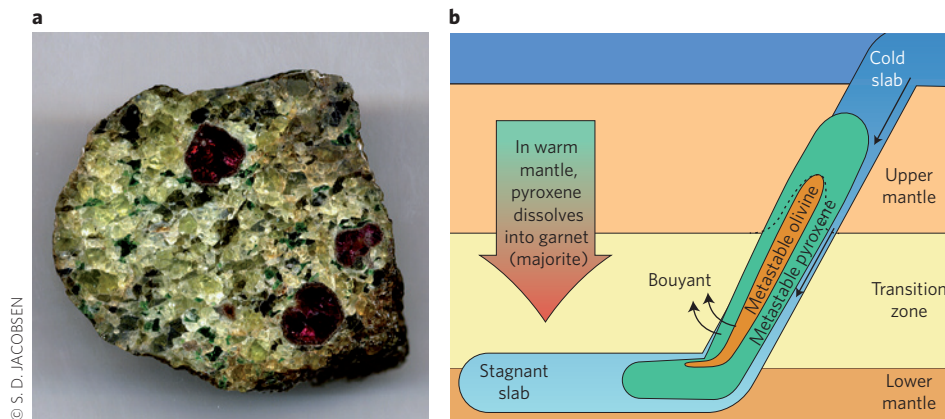 a
© S. D. JACOBSEN
b
Cold
slab
In warm
mantle,
pyroxene
dissolves
into garnet
(majorite)
Upper
mantle
Metastable olivine
Metastable pyroxene
Bouyant
Transition
zone
Stagnant
slab
Lower
mantle